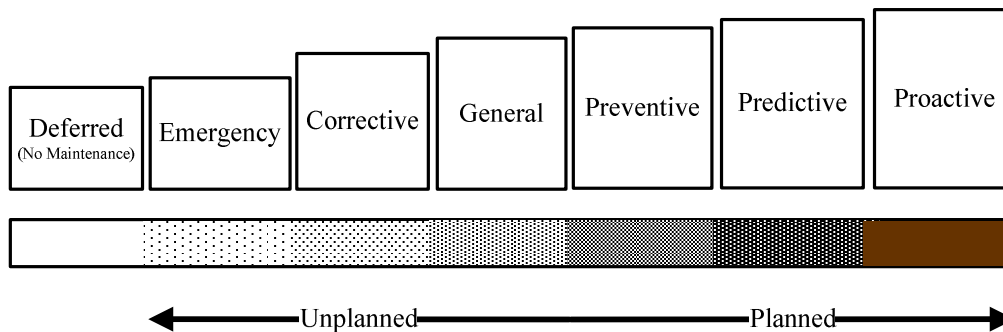 Deferred
(No Maintenance)
Emergency
Corrective
General
Preventive
Predictive
Proactive
Unplanned
Planned